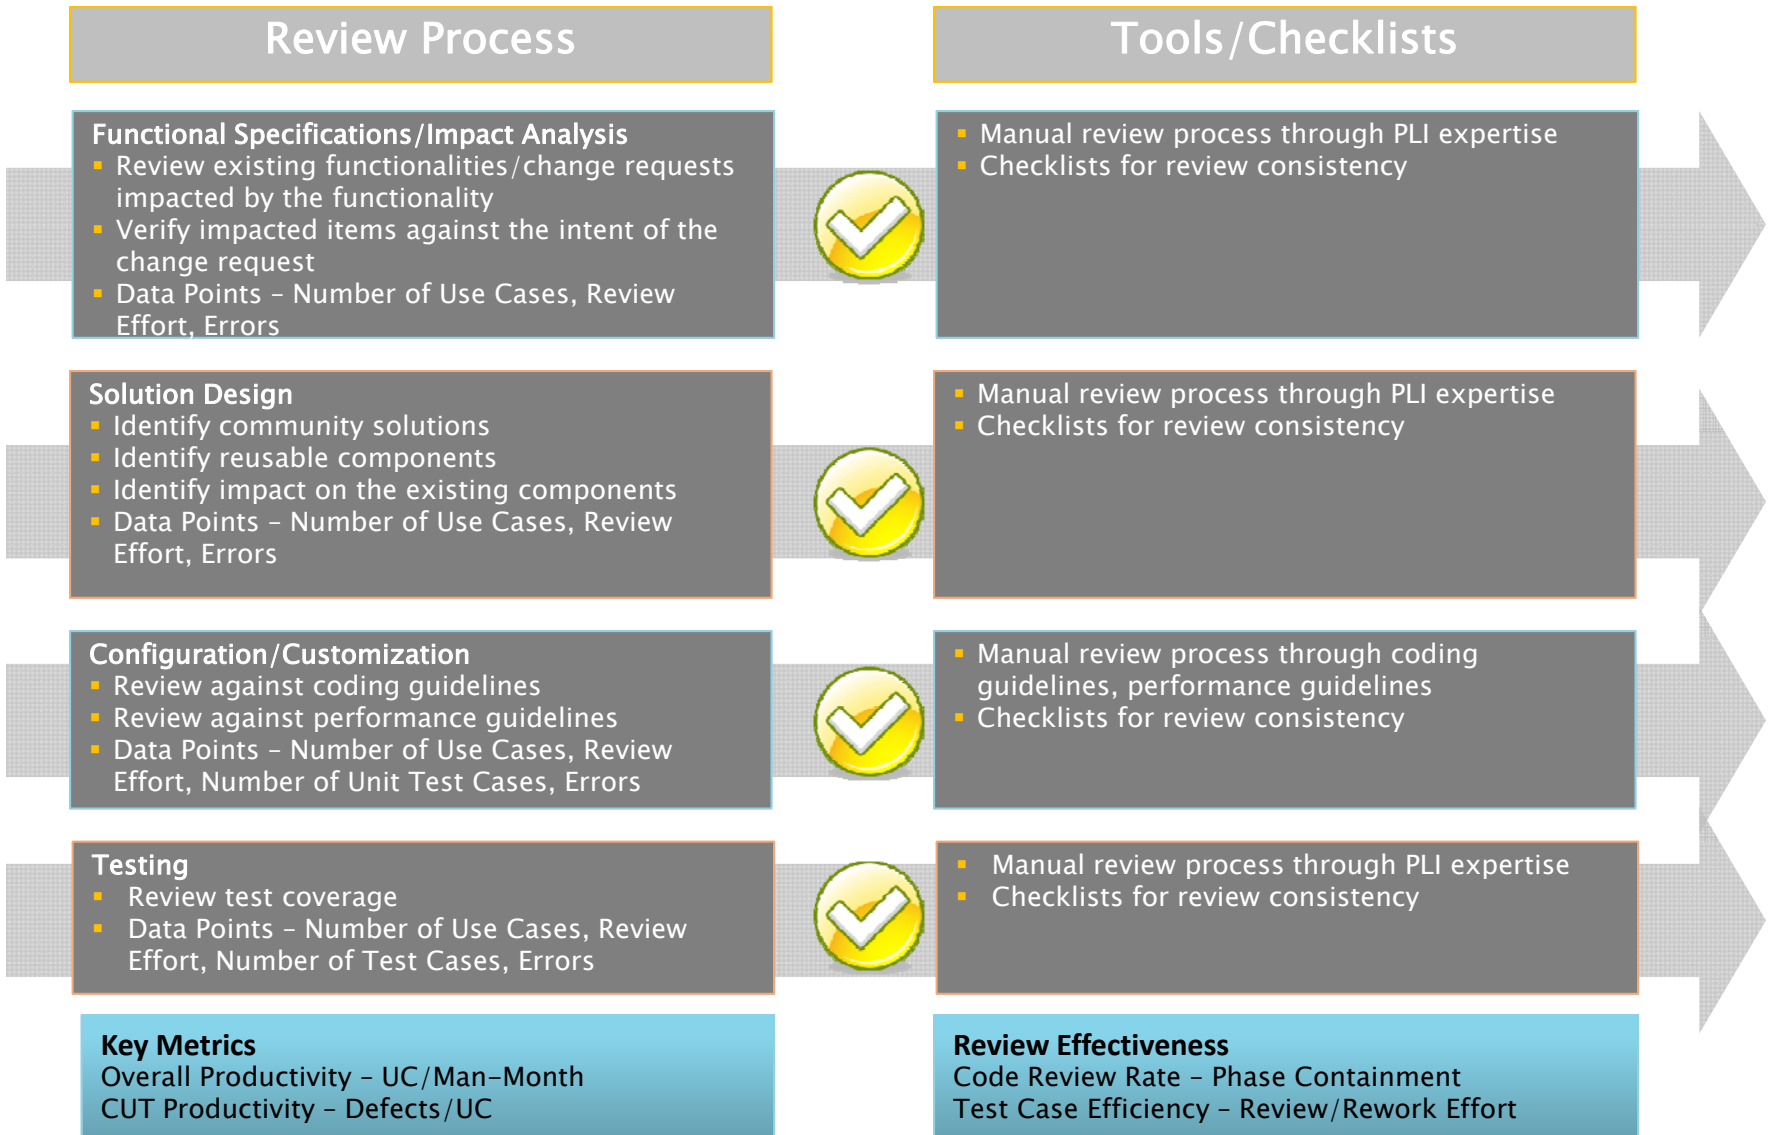 Review Process
Tools/Checklists
Functional Specifications/Impact Analysis
▪ Review existing functionalities/change requests
impacted by the functionality
▪ Verify impacted items against the intent of the
change request
▪ Data Points – Number of Use Cases, Review
Effort, Errors
▪ Manual review process through PLI expertise
▪ Checklists for review consistency
Solution Design
▪ Identify community solutions
▪ Identify reusable components
▪ Identify impact on the existing components
▪ Data Points – Number of Use Cases, Review
Effort, Errors
▪ Manual review process through PLI expertise
▪ Checklists for review consistency
Configuration/Customization
▪ Review against coding guidelines
▪ Review against performance guidelines
▪ Data Points – Number of Use Cases, Review
Effort, Number of Unit Test Cases, Errors
▪ Manual review process through coding
guidelines, performance guidelines
▪ Checklists for review consistency
Testing
▪ Review test coverage
▪ Data Points – Number of Use Cases, Review
Effort, Number of Test Cases, Errors
▪ Manual review process through PLI expertise
▪ Checklists for review consistency
Key Metrics
Overall Productivity – UC/Man-Month
CUT Productivity – Defects/UC
Review Effectiveness
Code Review Rate – Phase Containment
Test Case Efficiency – Review/Rework Effort